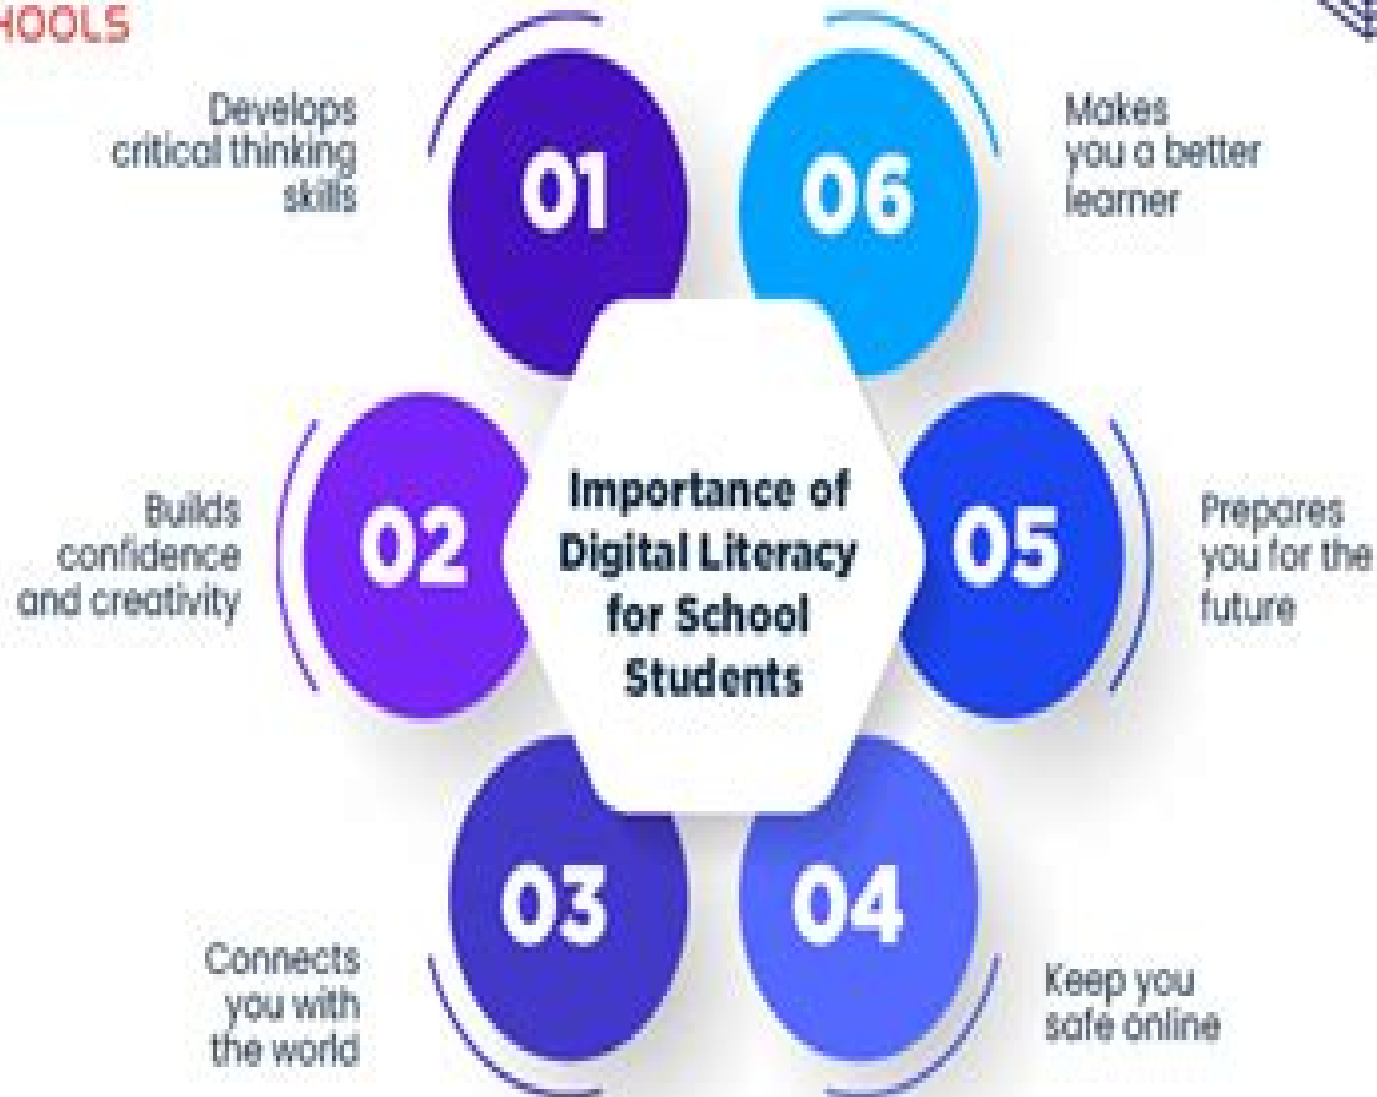 HOOLS
Develops
critical thinking
skills
01
06
Makes
you a better
learner
Builds
confidence
and creativity
02
Importance of
Digital Literacy
for School
Students
05
Prepares
you for the
future
03
Connects
you with
the world
04
Keep you
safe online